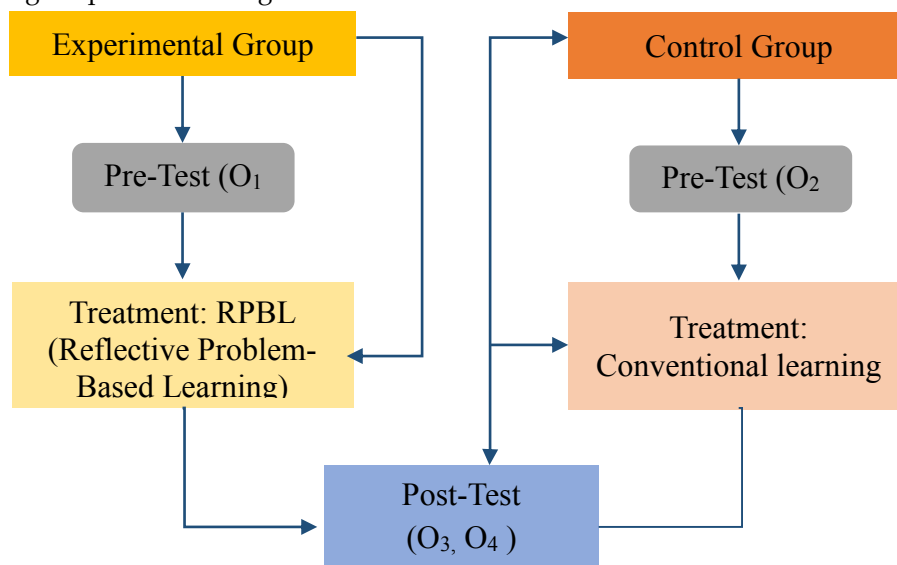 Experimental Group
Control Group
Pre-Test (O₁
Pre-Test (O₂
Treatment: RPBL
(Reflective Problem-
Based Learning)
Treatment:
Conventional learning
Post-Test
(O₃, O₄ )